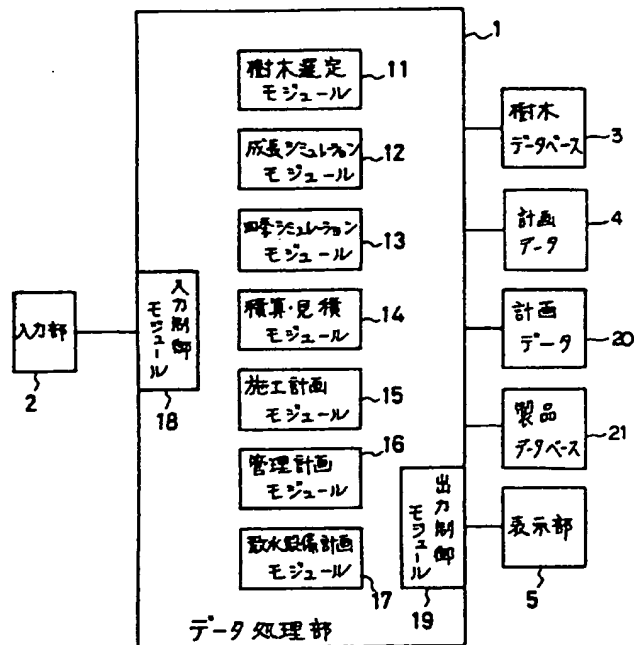 1
樹木選定
モジュール
11
成長シミュレーション
モジュール
12
四季シミュレーション
モジュール
13
積算・見積
モジュール
14
施工計画
モジュール
15
管理計画
モジュール
16
散水設備計画
モジュール
17
入力部
2
入力制御
モジュール
18
樹木
データベース
3
計画
データ
4
計画
データ
20
製品
データベース
21
出力制御
モジュール
19
表示部
5
データ処理部